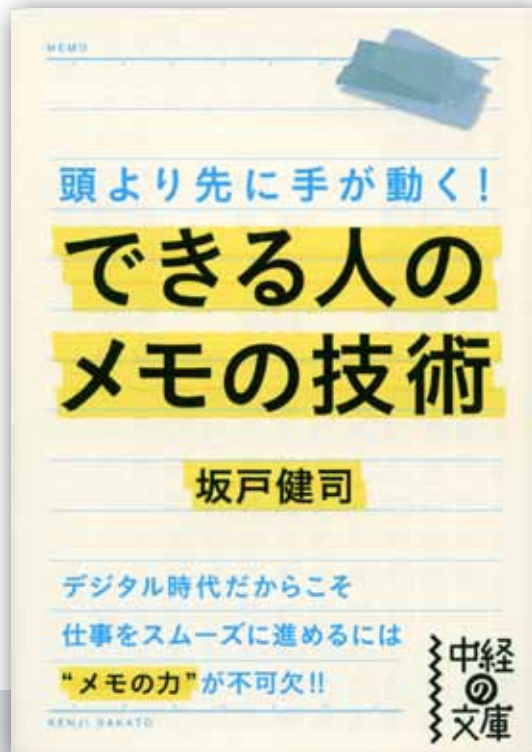 MEMO
頭より先に手が動く!
できる人の
メモの技術
坂戸健司
デジタル時代だからこそ
仕事をスムーズに進めるには
“メモの力”が不可欠!!
KENJI SAKATO
中経
の
文庫